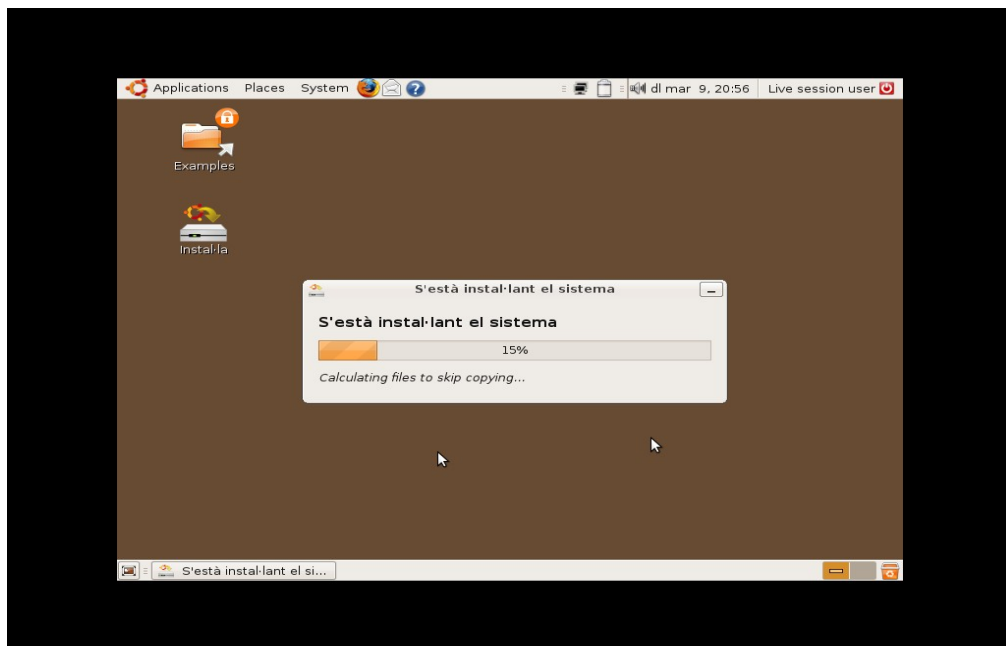 Applications Places System dl mar 9, 20:56 Live session user
Examples
Instal·la
S'està instal·lant el sistema
S'està instal·lant el sistema
15%
Calculating files to skip copying...
S'està instal·lant el si...